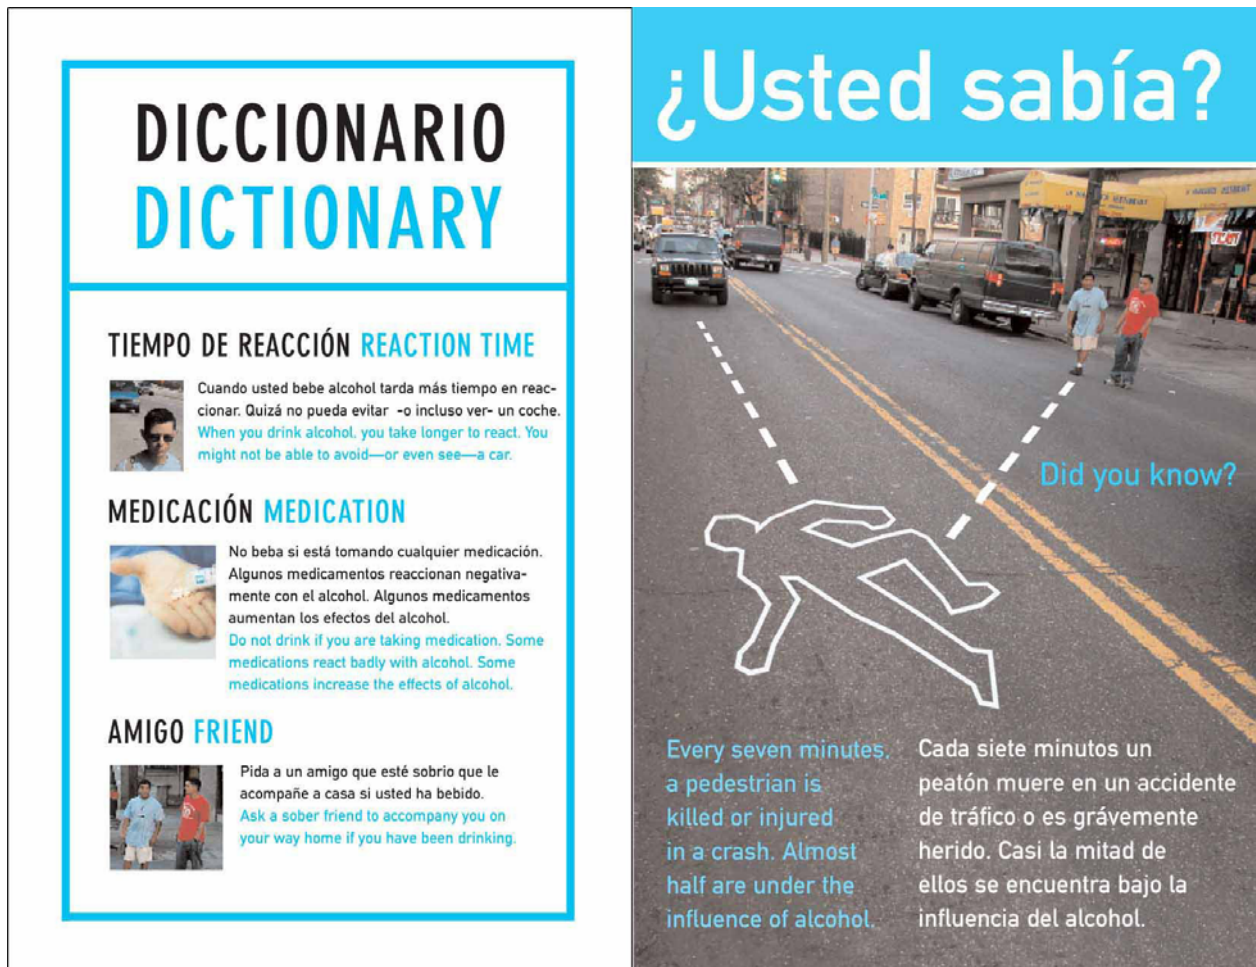 DICCIONARIO
DICTIONARY
TIEMPO DE REACCIÓN REACTION TIME
Cuando usted bebe alcohol tarda más tiempo en reac-
cionar. Quizá no pueda evitar -o incluso ver- un coche.
When you drink alcohol, you take longer to react. You
might not be able to avoid—or even see—a car.
MEDICACIÓN MEDICATION
No beba si está tomando cualquier medicación.
Algunos medicamentos reaccionan negativa-
mente con el alcohol. Algunos medicamentos
aumentan los efectos del alcohol.
Do not drink if you are taking medication. Some
medications react badly with alcohol. Some
medications increase the effects of alcohol.
AMIGO FRIEND
Pida a un amigo que esté sobrio que le
acompañe a casa si usted ha bebido.
Ask a sober friend to accompany you on
your way home if you have been drinking.
¿Usted sabía?
Did you know?
Every seven minutes,
a pedestrian is
killed or injured
in a crash. Almost
half are under the
influence of alcohol.
Cada siete minutos un
peatón muere en un accidente
de tráfico o es grávemente
herido. Casi la mitad de
ellos se encuentra bajo la
influencia del alcohol.